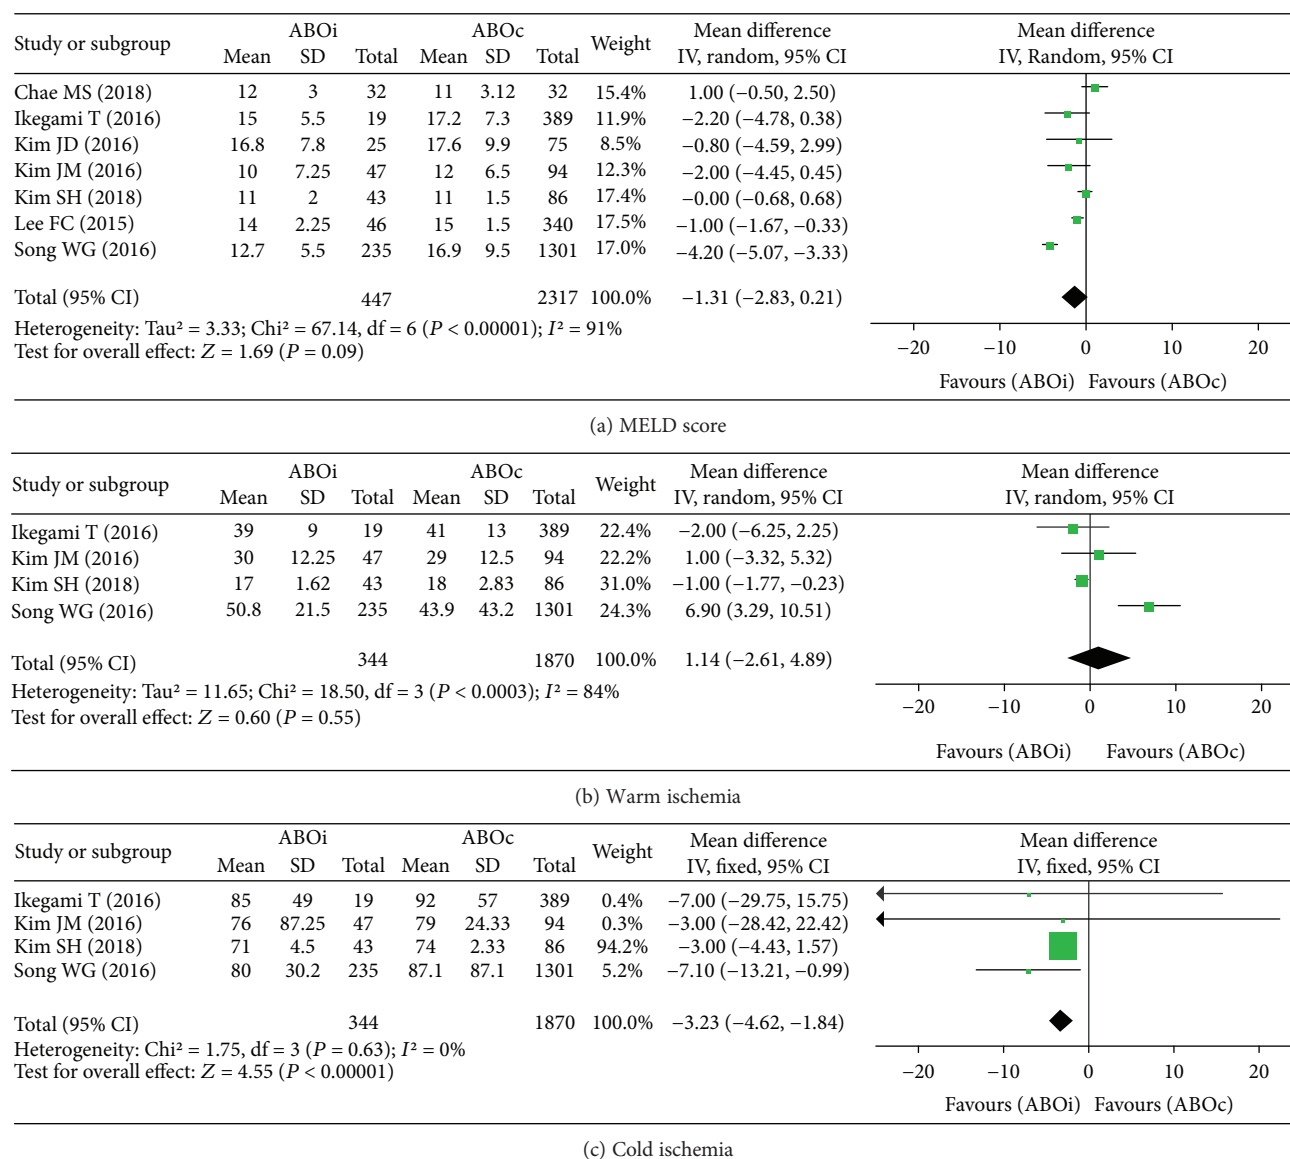 Study or subgroup ABOi ABOc Weight Mean difference Mean difference
Mean SD Total Mean SD Total IV, random, 95% CI IV, Random, 95% CI
Chae MS (2018) 12 3 32 11 3.12 32 15.4% 1.00 (−0.50, 2.50)
Ikegami T (2016) 15 5.5 19 17.2 7.3 389 11.9% −2.20 (−4.78, 0.38)
Kim JD (2016) 16.8 7.8 25 17.6 9.9 75 8.5% −0.80 (−4.59, 2.99)
Kim JM (2016) 10 7.25 47 12 6.5 94 12.3% −2.00 (−4.45, 0.45)
Kim SH (2018) 11 2 43 11 1.5 86 17.4% −0.00 (−0.68, 0.68)
Lee FC (2015) 14 2.25 46 15 1.5 340 17.5% −1.00 (−1.67, −0.33)
Song WG (2016) 12.7 5.5 235 16.9 9.5 1301 17.0% −4.20 (−5.07, −3.33)
Total (95% CI) 447 2317 100.0% −1.31 (−2.83, 0.21)
Heterogeneity: Tau² = 3.33; Chi² = 67.14, df = 6 (P < 0.00001); I² = 91%
Test for overall effect: Z = 1.69 (P = 0.09)
−20 −10 0 10 20
Favours (ABOi) Favours (ABOc)
(a) MELD score
Study or subgroup ABOi ABOc Weight Mean difference Mean difference
Mean SD Total Mean SD Total IV, random, 95% CI IV, random, 95% CI
Ikegami T (2016) 39 9 19 41 13 389 22.4% −2.00 (−6.25, 2.25)
Kim JM (2016) 30 12.25 47 29 12.5 94 22.2% 1.00 (−3.32, 5.32)
Kim SH (2018) 17 1.62 43 18 2.83 86 31.0% −1.00 (−1.77, −0.23)
Song WG (2016) 50.8 21.5 235 43.9 43.2 1301 24.3% 6.90 (3.29, 10.51)
Total (95% CI) 344 1870 100.0% 1.14 (−2.61, 4.89)
Heterogeneity: Tau² = 11.65; Chi² = 18.50, df = 3 (P < 0.0003); I² = 84%
Test for overall effect: Z = 0.60 (P = 0.55)
−20 −10 0 10 20
Favours (ABOi) Favours (ABOc)
(b) Warm ischemia
Study or subgroup ABOi ABOc Weight Mean difference Mean difference
Mean SD Total Mean SD Total IV, fixed, 95% CI IV, fixed, 95% CI
Ikegami T (2016) 85 49 19 92 57 389 0.4% −7.00 (−29.75, 15.75)
Kim JM (2016) 76 87.25 47 79 24.33 94 0.3% −3.00 (−28.42, 22.42)
Kim SH (2018) 71 4.5 43 74 2.33 86 94.2% −3.00 (−4.43, 1.57)
Song WG (2016) 80 30.2 235 87.1 87.1 1301 5.2% −7.10 (−13.21, −0.99)
Total (95% CI) 344 1870 100.0% −3.23 (−4.62, −1.84)
Heterogeneity: Chi² = 1.75, df = 3 (P = 0.63); I² = 0%
Test for overall effect: Z = 4.55 (P < 0.00001)
−20 −10 0 10 20
Favours (ABOi) Favours (ABOc)
(c) Cold ischemia